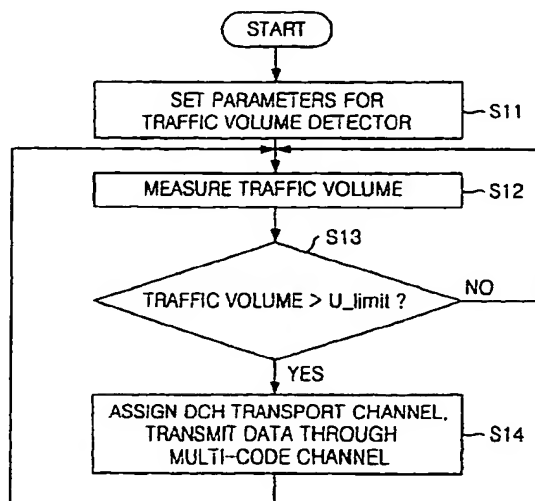 START
SET PARAMETERS FOR
TRAFFIC VOLUME DETECTOR
S11
MEASURE TRAFFIC VOLUME
S12
S13
TRAFFIC VOLUME > U_limit ?
NO
YES
ASSIGN DCH TRANSPORT CHANNEL,
TRANSMIT DATA THROUGH
MULTI-CODE CHANNEL
S14